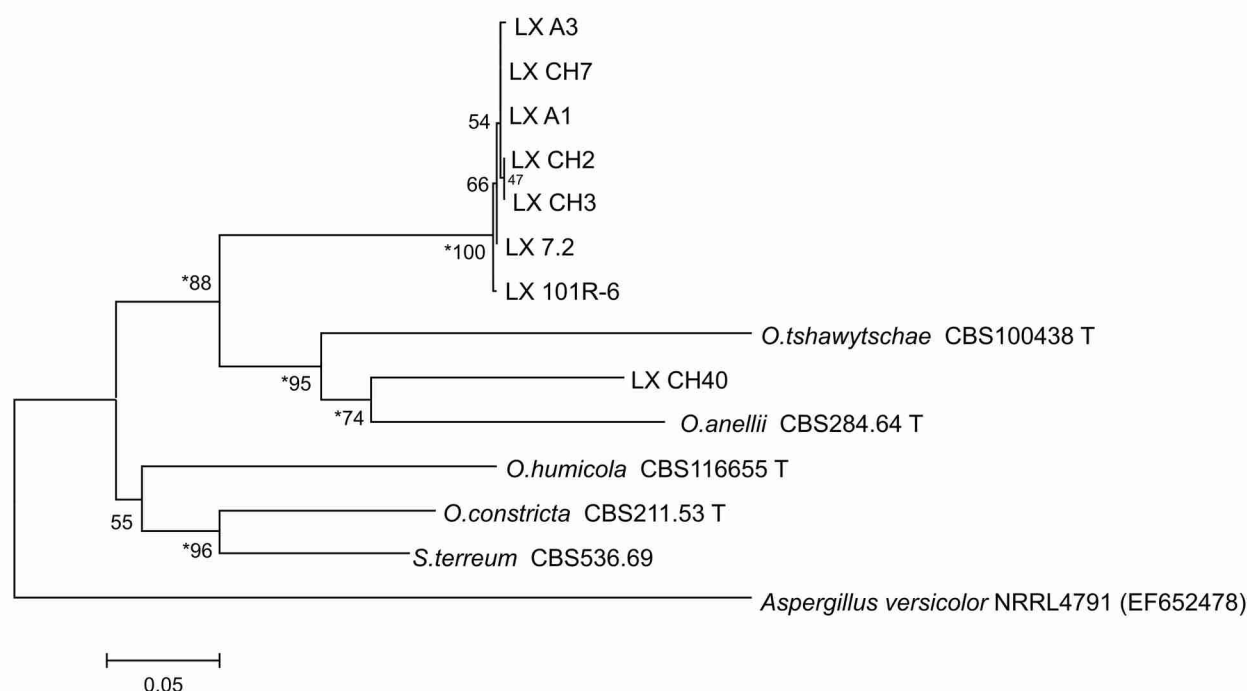 LX A3
LX CH7
54
LX A1
LX CH2
66
47
LX CH3
*100
LX 7.2
*88
LX 101R-6
O.tshawytschae CBS100438 T
*95
LX CH40
*74
O.anellii CBS284.64 T
O.humicola CBS116655 T
55
O.constricta CBS211.53 T
*96
S.terreum CBS536.69
Aspergillus versicolor NRRL4791 (EF652478)
0.05